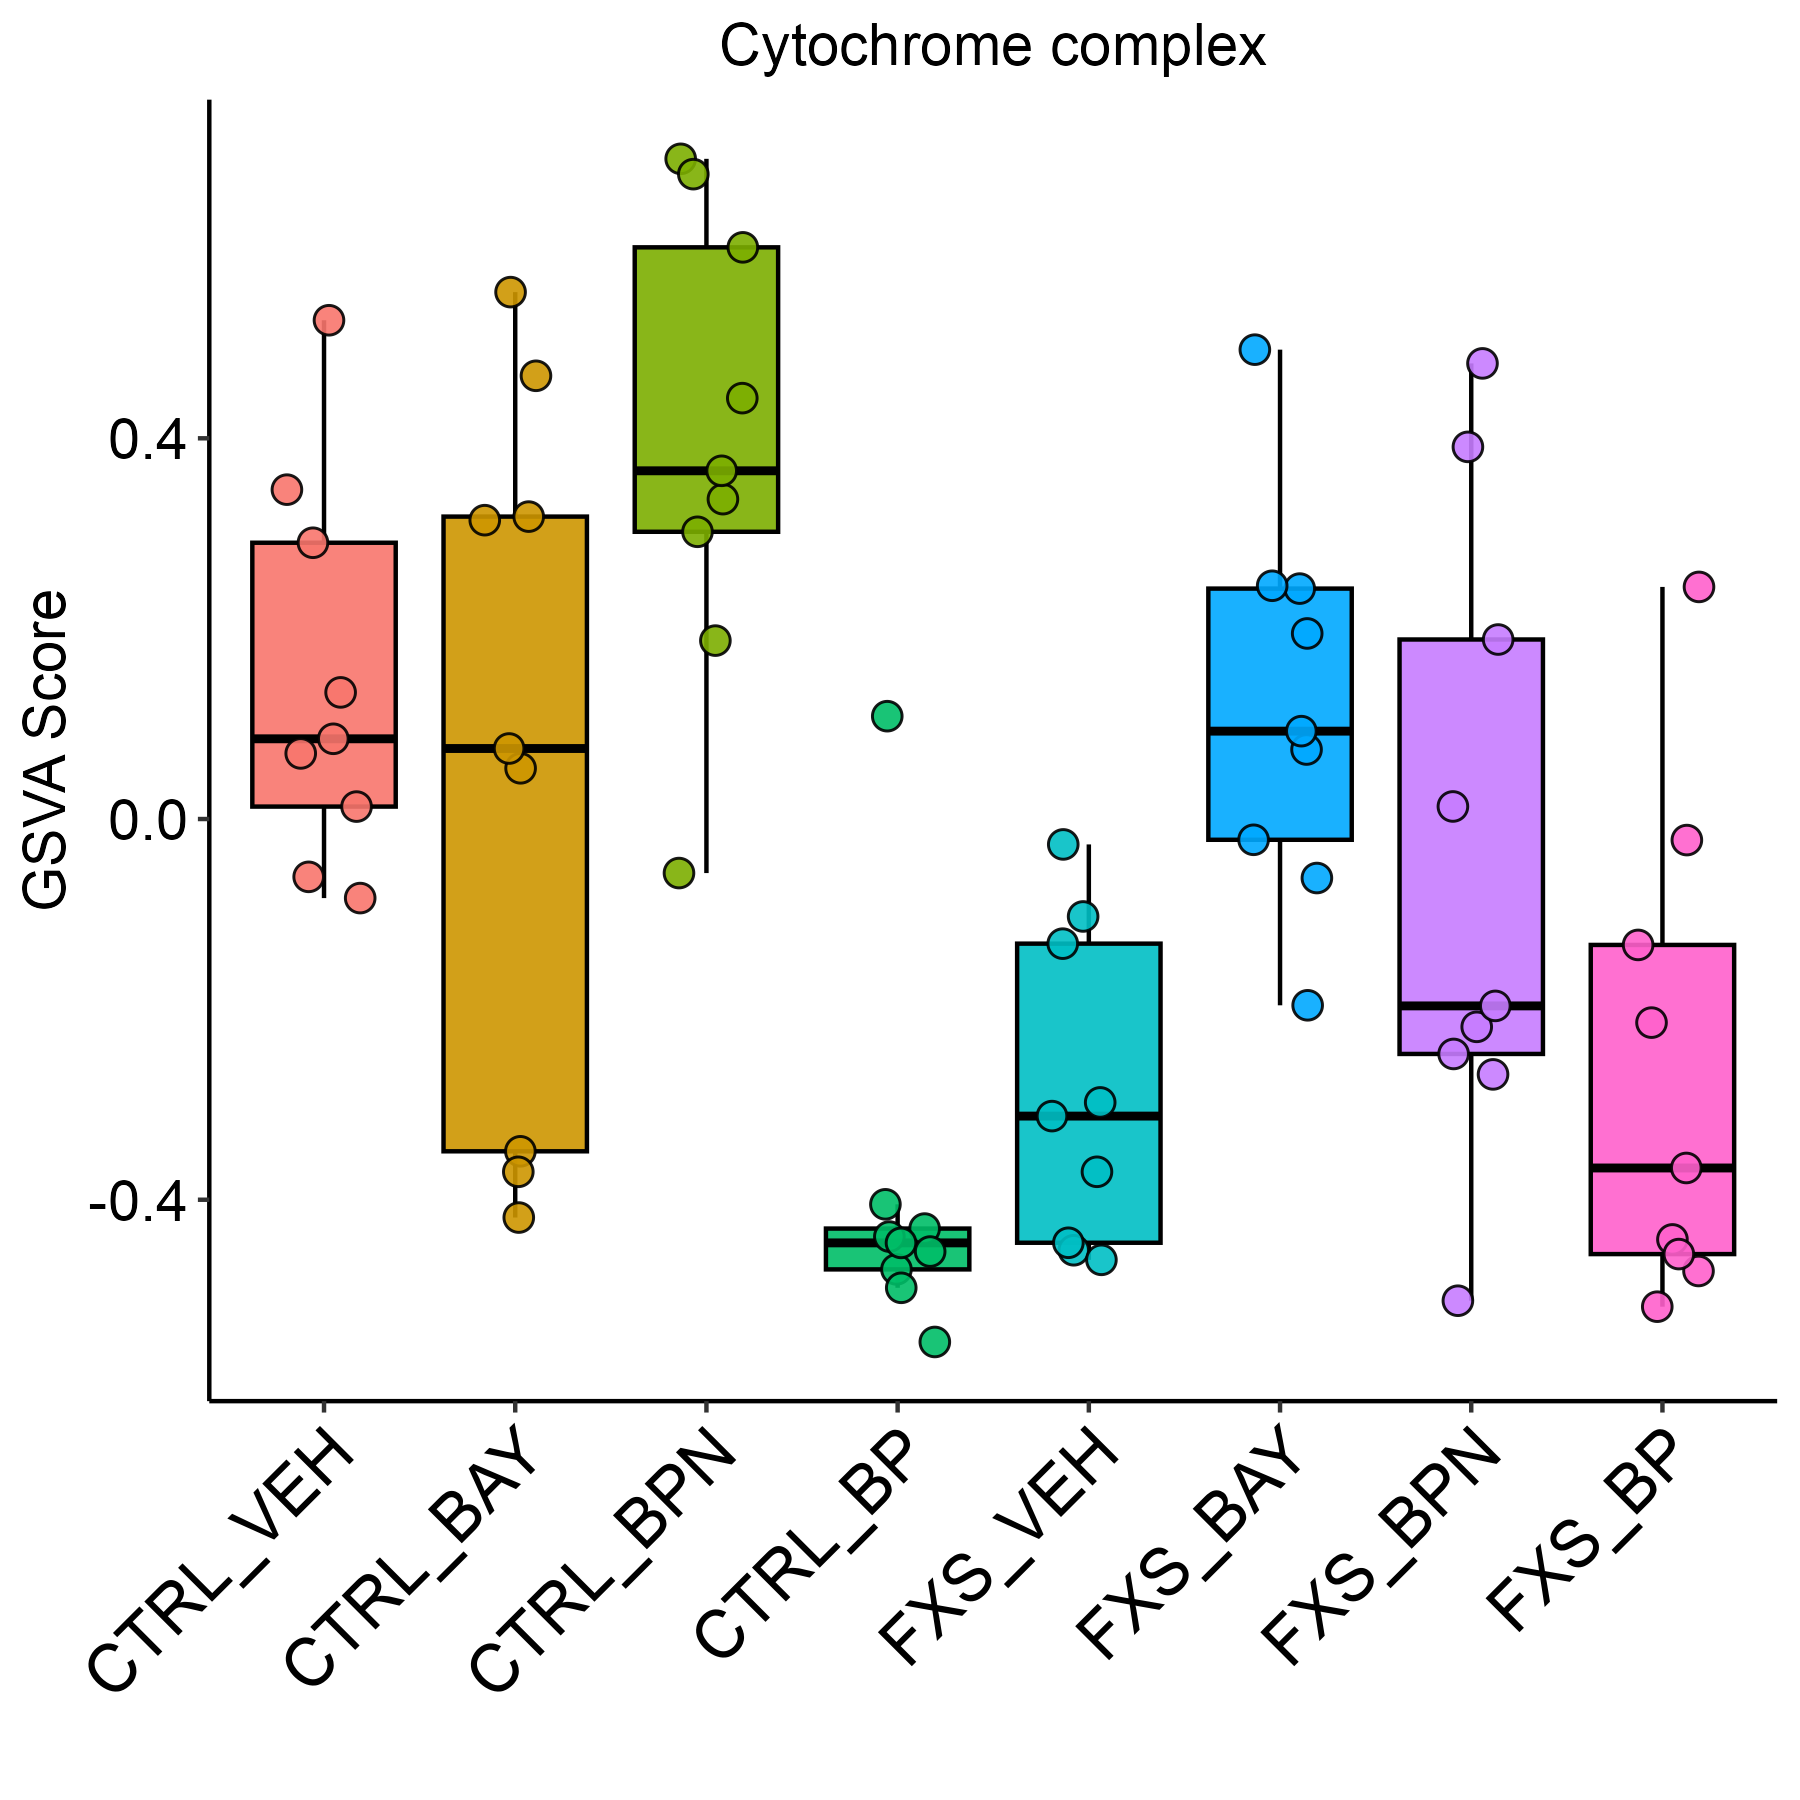 Cytochrome complex
GSVA Score
0.4
0.0
-0.4
CTRL_VEH
CTRL_BAY
CTRL_BPN
CTRL_BP
FXS_VEH
FXS_BAY
FXS_BPN
FXS_BP